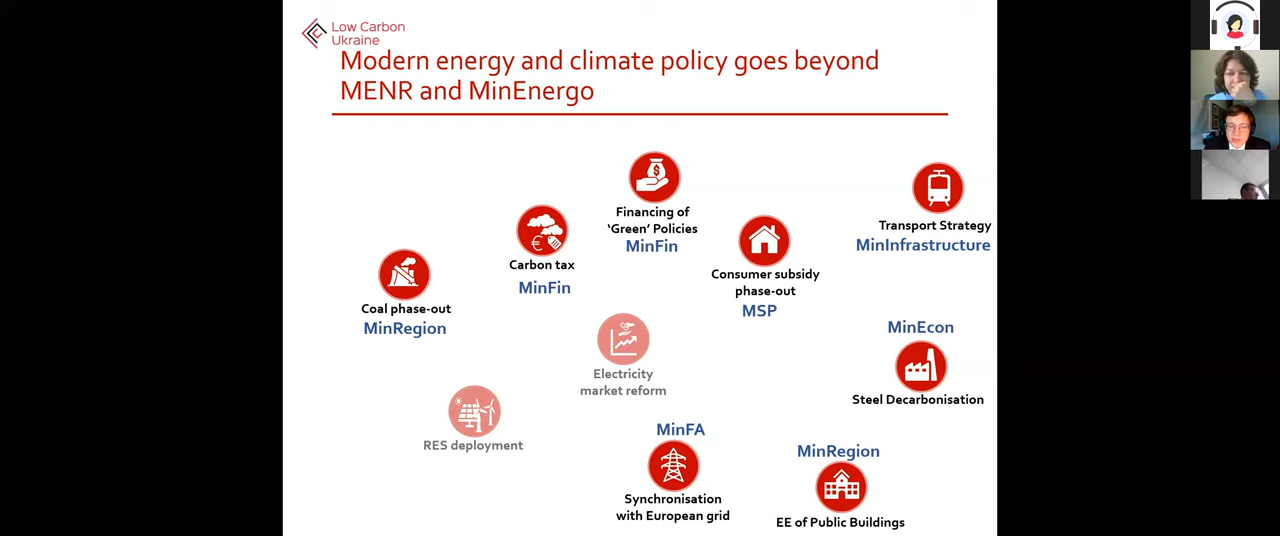 Low Carbon
Ukraine
Modern energy and climate policy goes beyond
MENR and MinEnergo
Financing of
‘Green’ Policies
MinFin
Transport Strategy
MinInfrastructure
Carbon tax
MinFin
Consumer subsidy
phase-out
MSP
Coal phase-out
MinRegion
MinEcon
Steel Decarbonisation
Electricity
market reform
RES deployment
MinFA
Synchronisation
with European grid
MinRegion
EE of Public Buildings